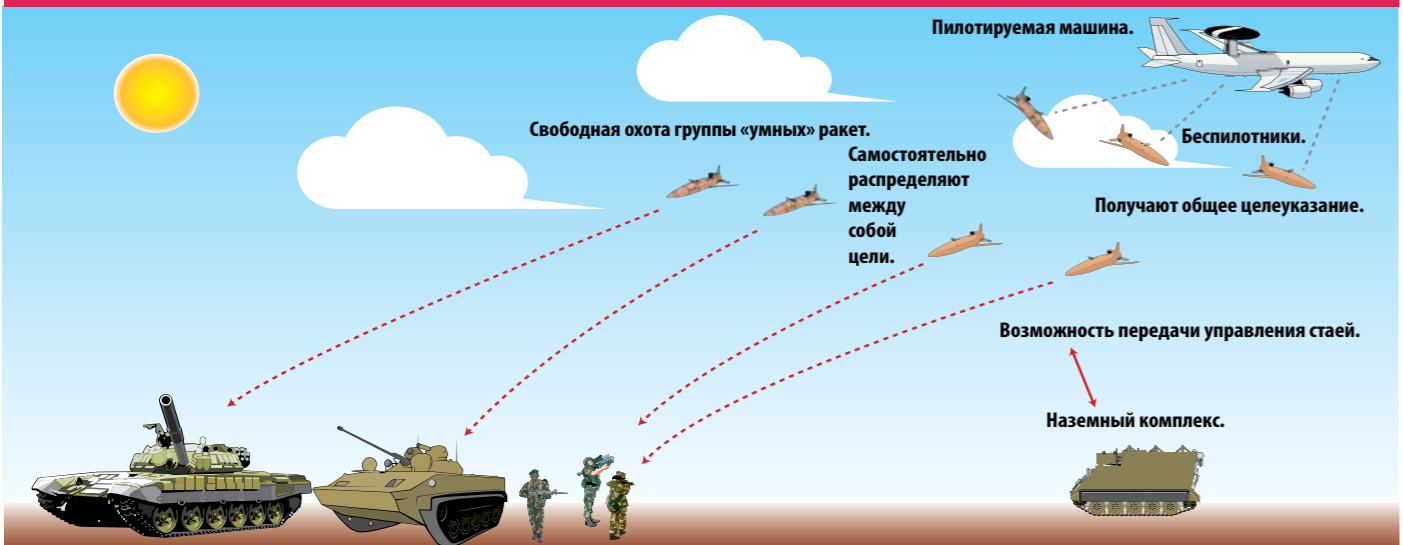 Пилотируемая машина.
Свободная охота группы «умных» ракет.
Беспилотники.
Самостоятельно
распределяют
между
собой
цели.
Получают общее целеуказание.
Возможность передачи управления стаей.
Наземный комплекс.